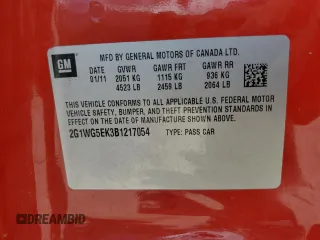 GM
MFD BY GENERAL MOTORS OF CANADA LTD.
DATE GVWR GAWR FRT GAWR RR
01/11 2051 KG 1115 KG 936 KG
4523 LB 2459 LB 2064 LB
THIS VEHICLE CONFORMS TO ALL APPLICABLE U.S. FEDERAL MOTOR
VEHICLE SAFETY, BUMPER, AND THEFT PREVENTION STANDARDS IN
EFFECT ON THE DATE OF MANUFACTURE SHOWN ABOVE.
2G1WG5EK3B1217054 TYPE: PASS CAR
DREAMBID